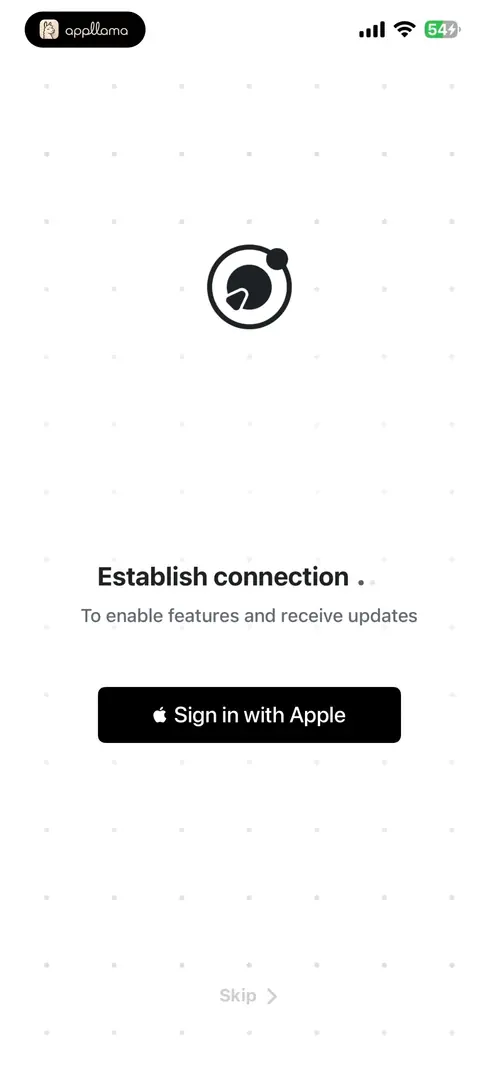 appllama
54
Establish connection ..
To enable features and receive updates
Sign in with Apple
Skip